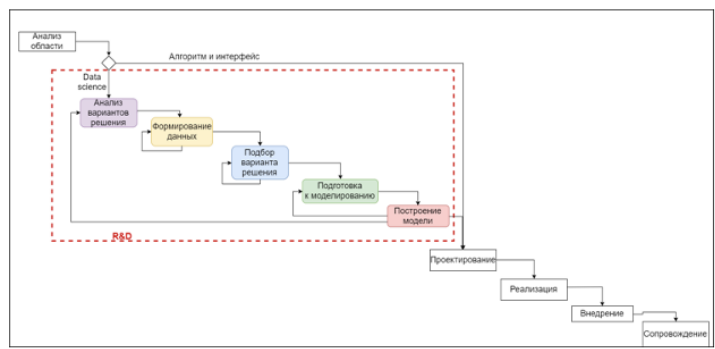 Анализ
области
Алгоритм и интерфейс
Data
science
Анализ
вариантов
решения
Формирование
данных
Подбор
варианта
решения
Подготовка
к моделированию
Построение
модели
R&D
Проектирование
Реализация
Внедрение
Сопровождение